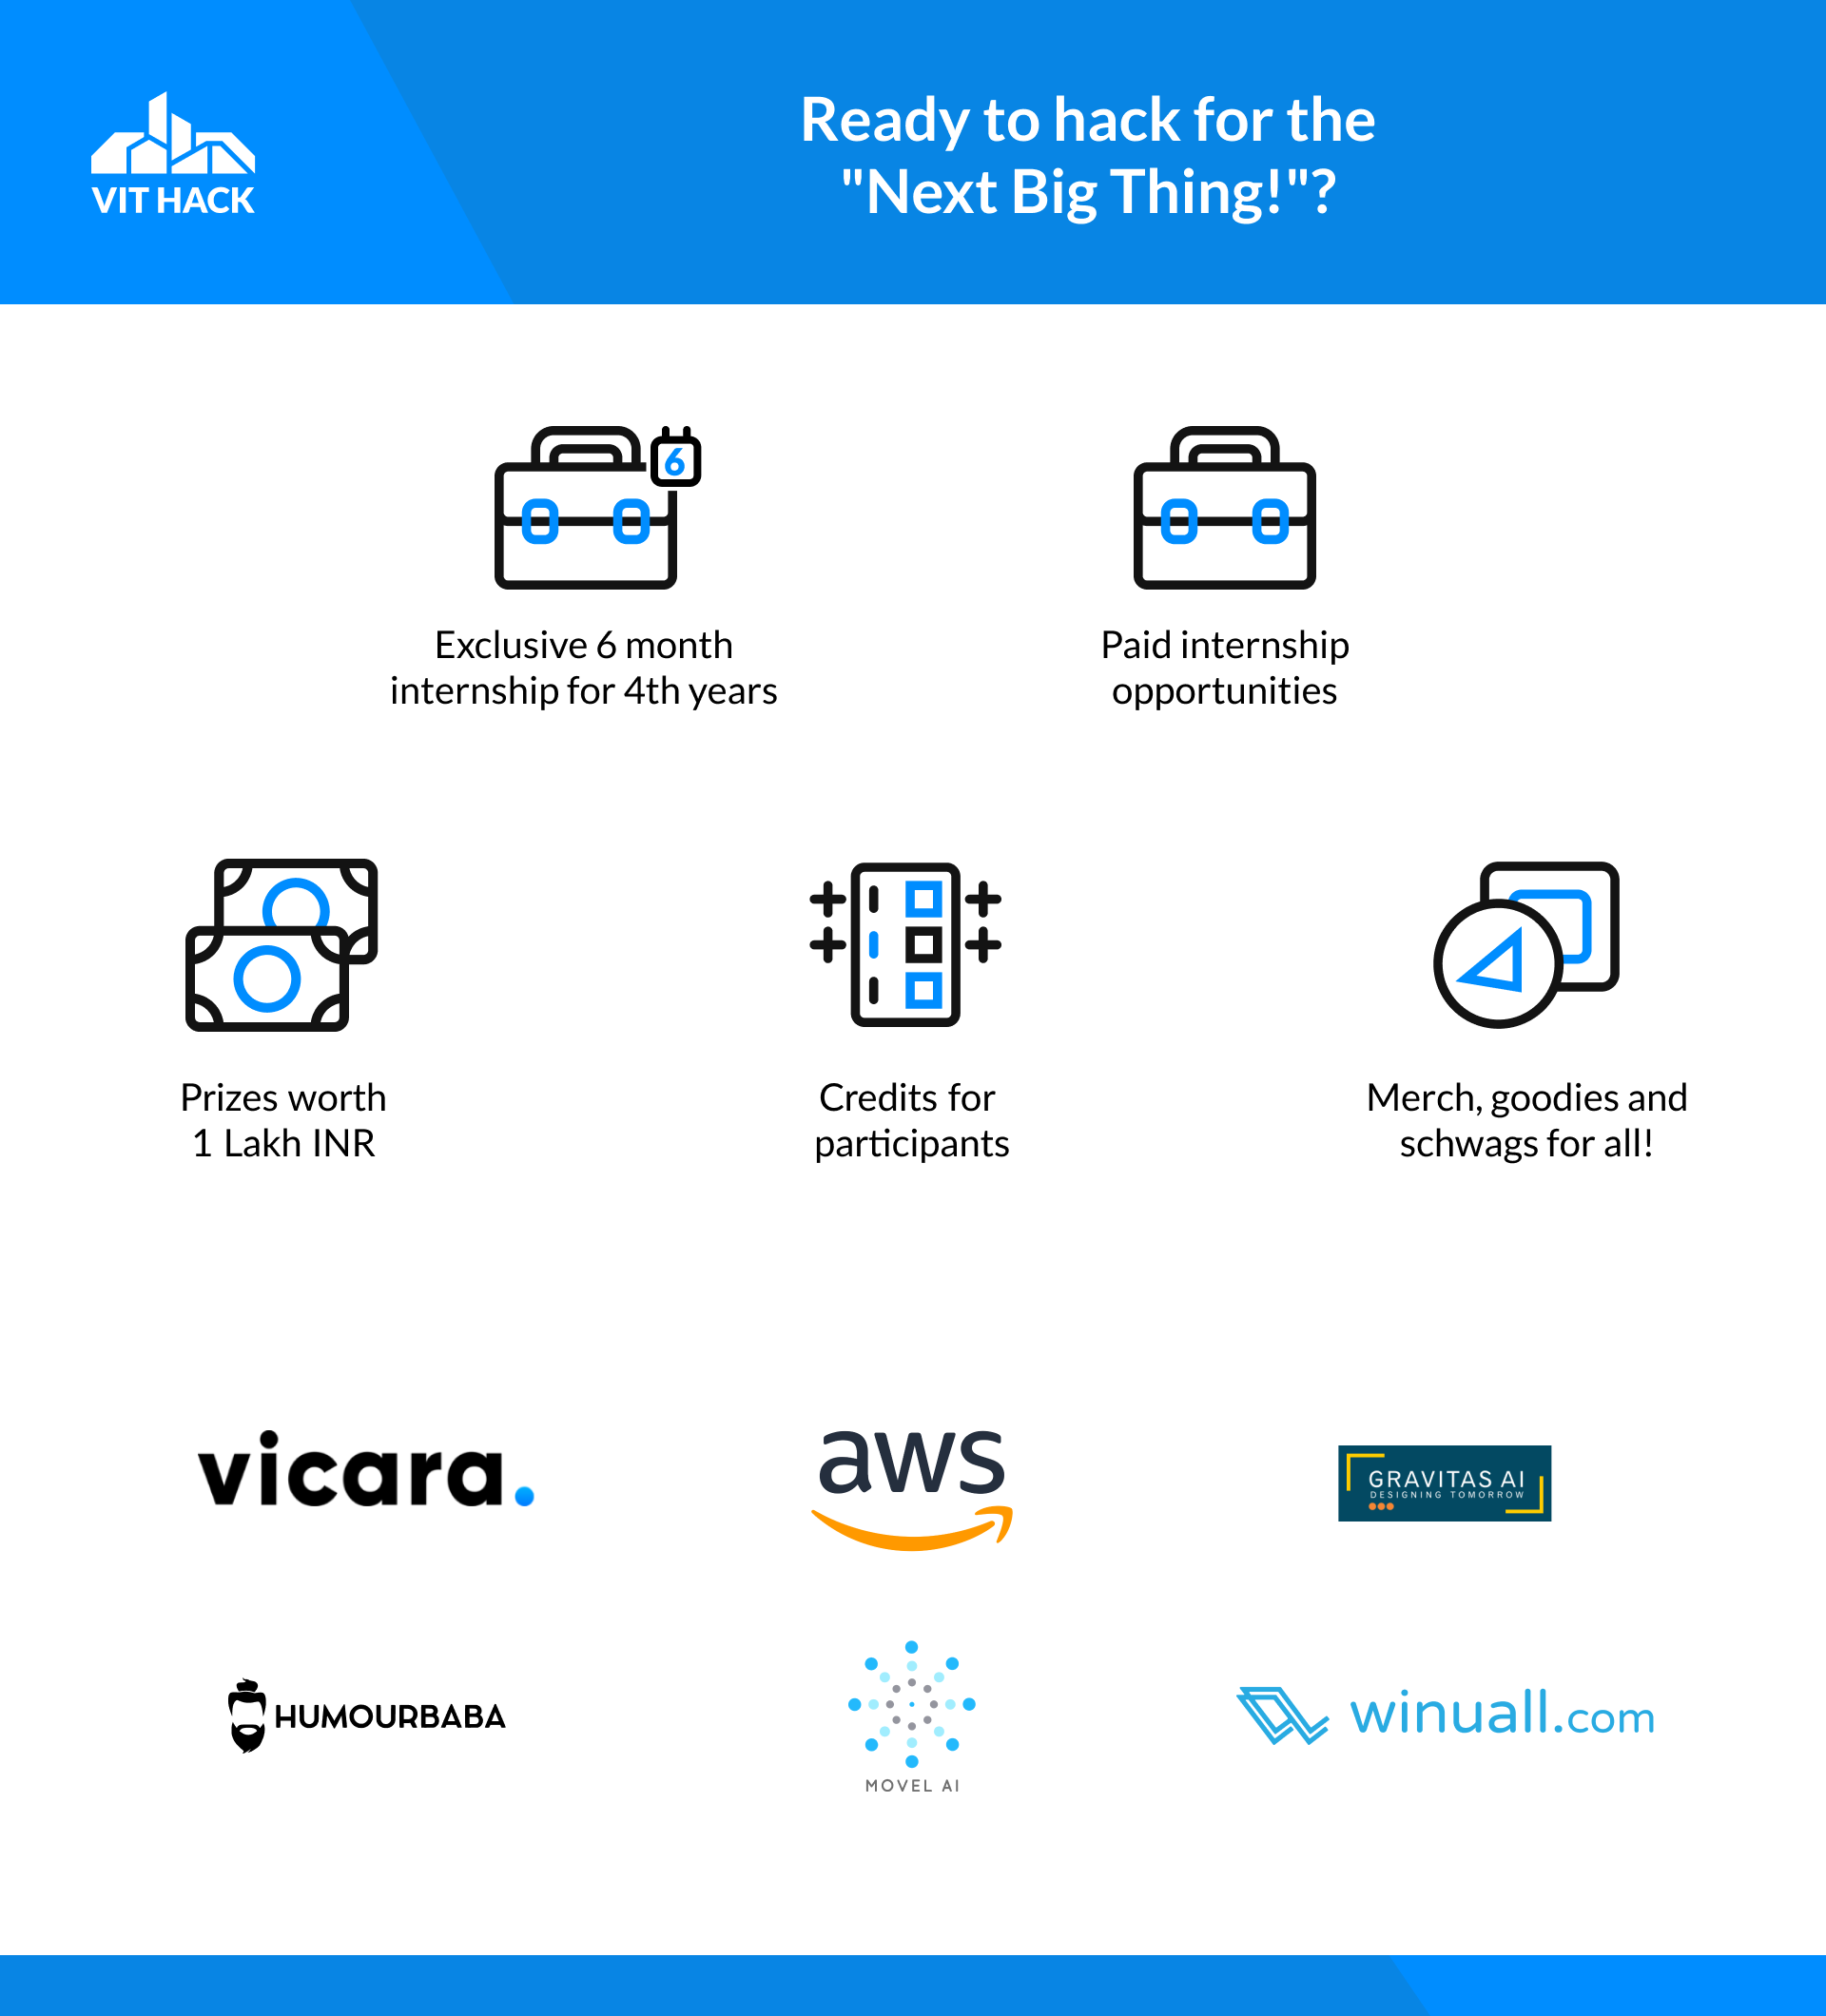 VIT HACK
Ready to hack for the
"Next Big Thing!"?
6
Exclusive 6 month
internship for 4th years
Paid internship
opportunities
Prizes worth
1 Lakh INR
Credits for
participants
Merch, goodies and
schwags for all!
vicara.
aws
GRAVITAS AI
DESIGNING TOMORROW
HUMOURBABA
MOVEL AI
winuall.com